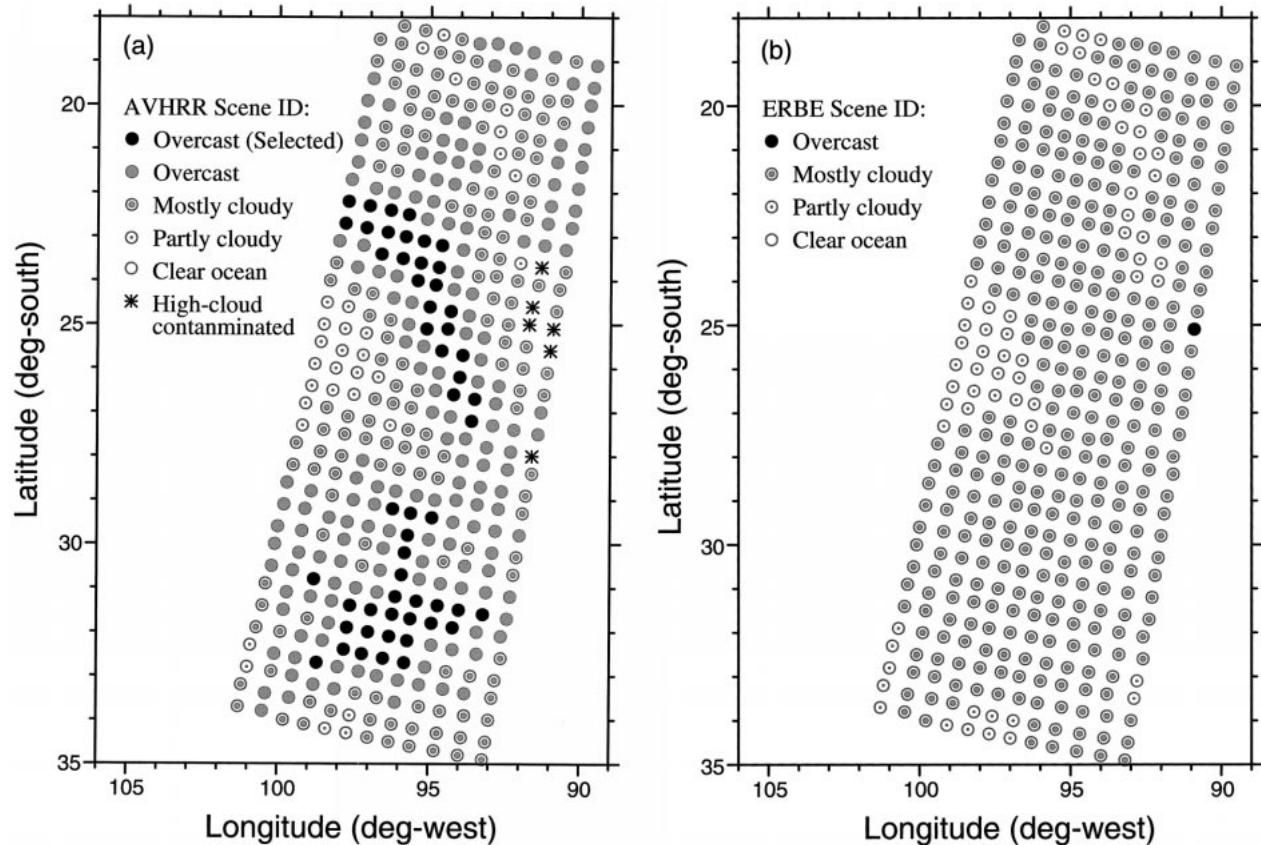 (a)
AVHRR Scene ID:
Overcast (Selected)
Overcast
Mostly cloudy
Partly cloudy
Clear ocean
High-cloud
contanminated
20
25
30
35
105
100
95
90
Latitude (deg-south)
Longitude (deg-west)
(b)
ERBE Scene ID:
Overcast
Mostly cloudy
Partly cloudy
Clear ocean
20
25
30
35
105
100
95
90
Latitude (deg-south)
Longitude (deg-west)